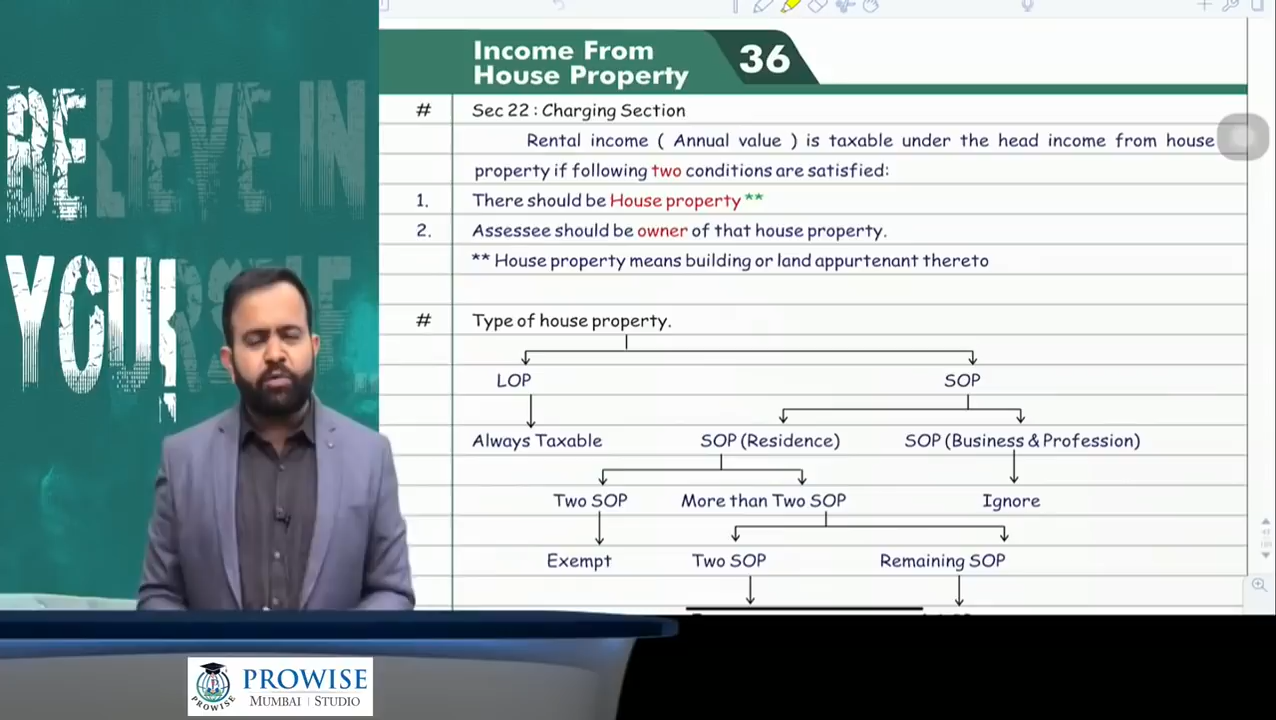 BELIEVE IN
YOU!
Income From
House Property
36
# Sec 22 : Charging Section
Rental income ( Annual value ) is taxable under the head income from house
property if following two conditions are satisfied:
1. There should be House property **
2. Assessee should be owner of that house property.
** House property means building or land appurtenant thereto
# Type of house property.
LOP SOP
Always Taxable SOP (Residence) SOP (Business & Profession)
Two SOP More than Two SOP Ignore
Exempt Two SOP Remaining SOP
PROWISE
PROWISE
MUMBAI | STUDIO